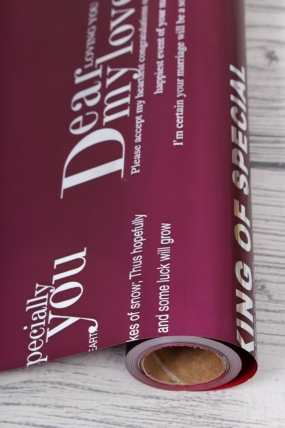 LOVING YOU
Dear
my love
Please accept my heartiest congratulations
happiest event of your
I'm certain your marriage will be a
pecially
you
EART
kes of snow; Thus hopefully
and some luck will grow
KING OF SPECIAL